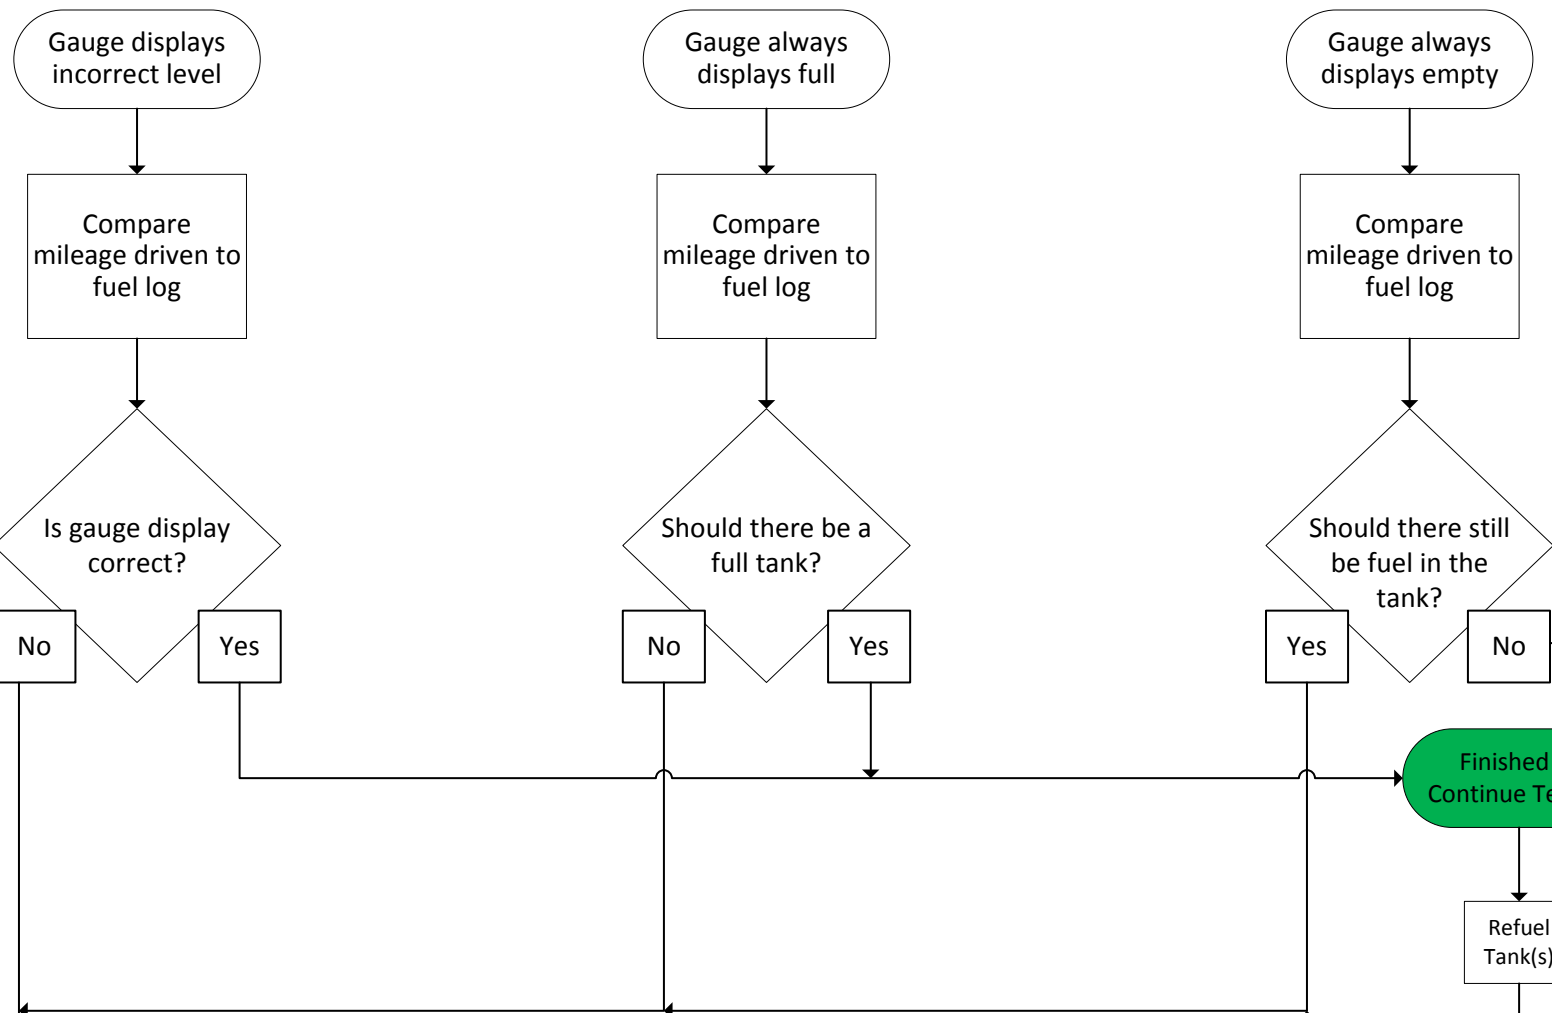 Gauge displays
incorrect level
Gauge always
displays full
Gauge always
displays empty
Compare
mileage driven to
fuel log
Compare
mileage driven to
fuel log
Compare
mileage driven to
fuel log
Is gauge display
correct?
Should there be a
full tank?
Should there still
be fuel in the
tank?
No
Yes
No
Yes
Yes
No
Finished
Continue
Refuel
Tank(s)